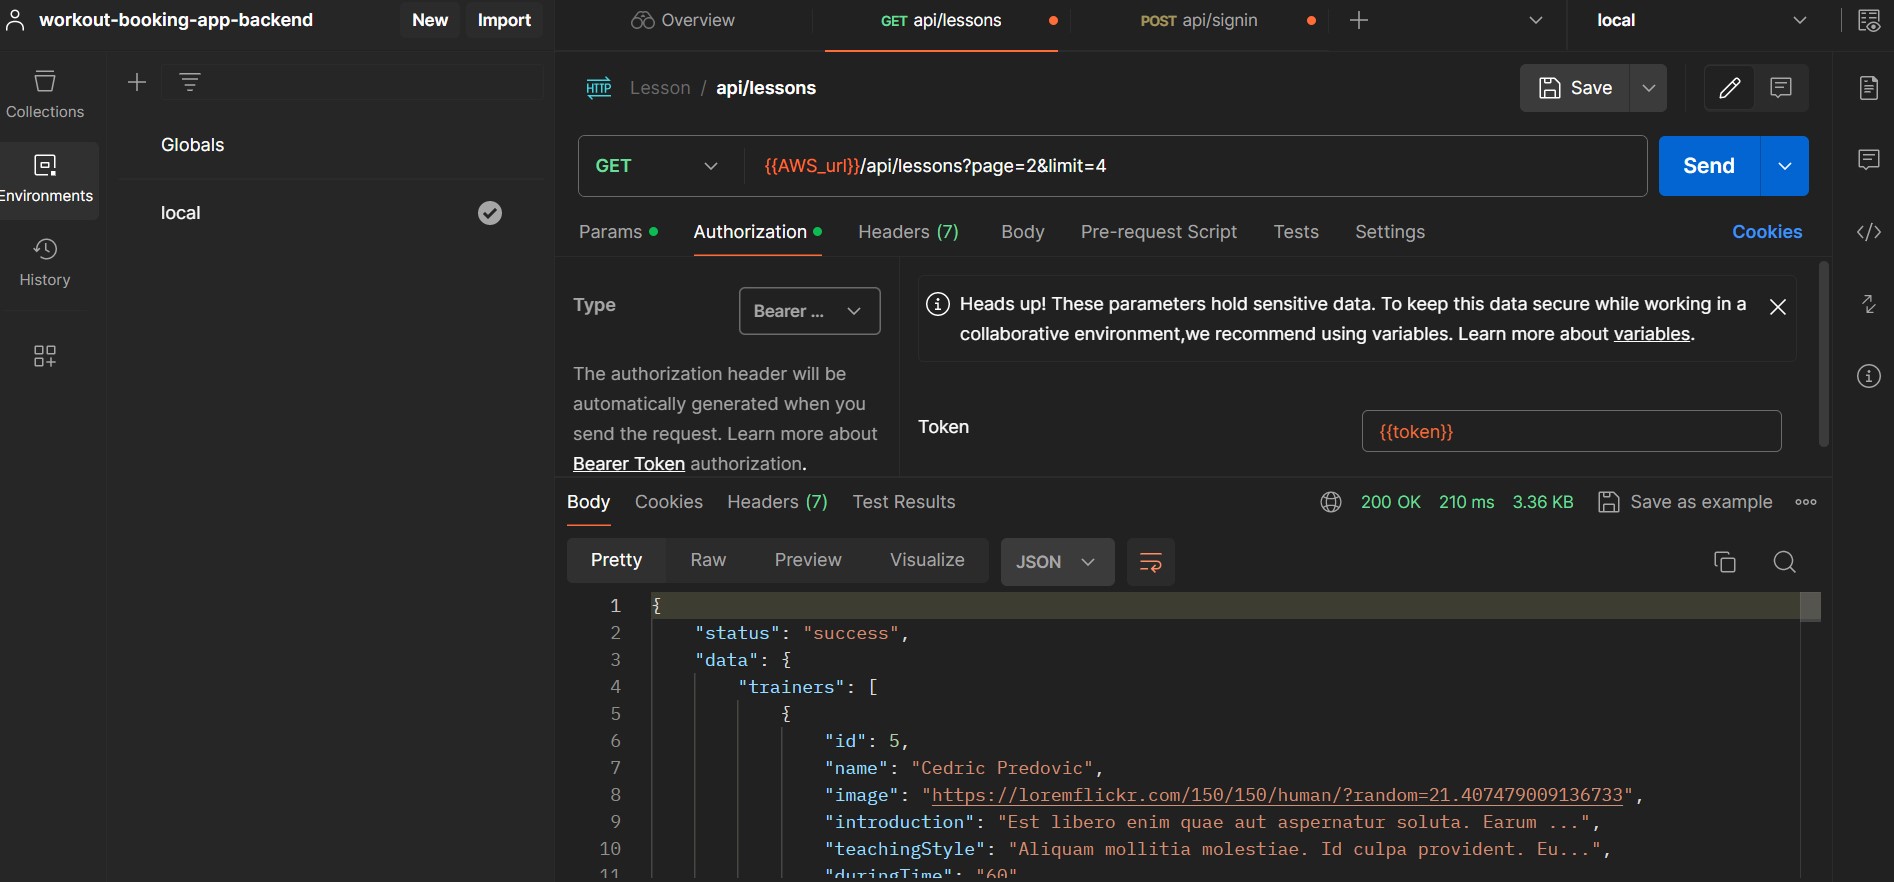 workout-booking-app-backend
New
Import
Overview
GET api/lessons
POST api/signin
local
Collections
Environments
History
Globals
local
HTTP
Lesson / api/lessons
Save
GET
{{AWS_url}}/api/lessons?page=2&limit=4
Send
Params
Authorization
Headers (7)
Body
Pre-request Script
Tests
Settings
Cookies
Type
Bearer ...
The authorization header will be
automatically generated when you
send the request. Learn more about
Bearer Token authorization.
Heads up! These parameters hold sensitive data. To keep this data secure while working in a
collaborative environment,we recommend using variables. Learn more about variables.
Token
{{token}}
Body
Cookies
Headers (7)
Test Results
200 OK
210 ms
3.36 KB
Save as example
Pretty
Raw
Preview
Visualize
JSON
1 {
2 "status": "success",
3 "data": {
4 "trainers": [
5 {
6 "id": 5,
7 "name": "Cedric Predovic",
8 "image": "https://loremflickr.com/150/150/human/?random=21.407479009136733",
9 "introduction": "Est libero enim quae aut aspernatur soluta. Earum ...",
10 "teachingStyle": "Aliquam mollitia molestiae. Id culpa provident. Eu...",
11 "duringTime": "60"